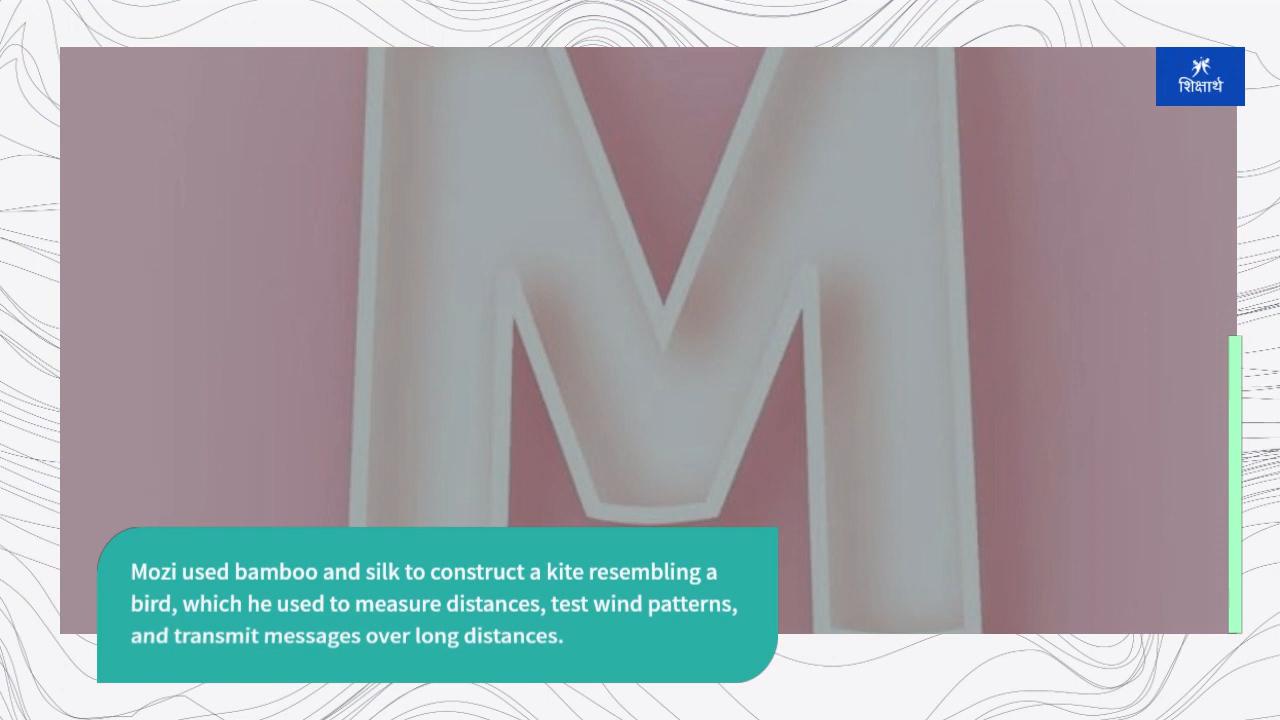 M
शिक्षार्थ
Mozi used bamboo and silk to construct a kite resembling a
bird, which he used to measure distances, test wind patterns,
and transmit messages over long distances.